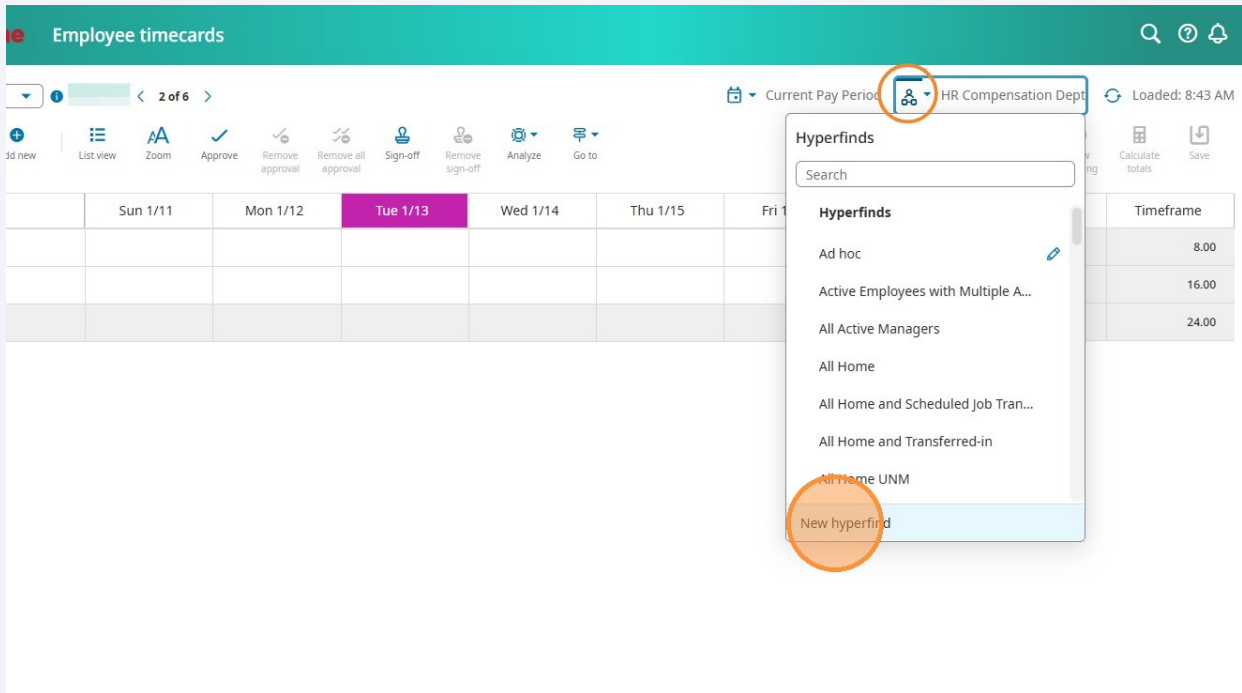 Employee timecards
2 of 6
Current Pay Period
HR Compensation Dept
Loaded: 8:43 AM
dd new
List view
Zoom
Approve
Remove
approval
Remove all
approval
Sign-off
Remove
sign-off
Analyze
Go to
w
ng
Calculate
totals
Save
Sun 1/11
Mon 1/12
Tue 1/13
Wed 1/14
Thu 1/15
Fri 1
Timeframe
8.00
16.00
24.00
Hyperfinds
Search
Hyperfinds
Ad hoc
Active Employees with Multiple A...
All Active Managers
All Home
All Home and Scheduled Job Tran...
All Home and Transferred-in
All Home UNM
New hyperfind